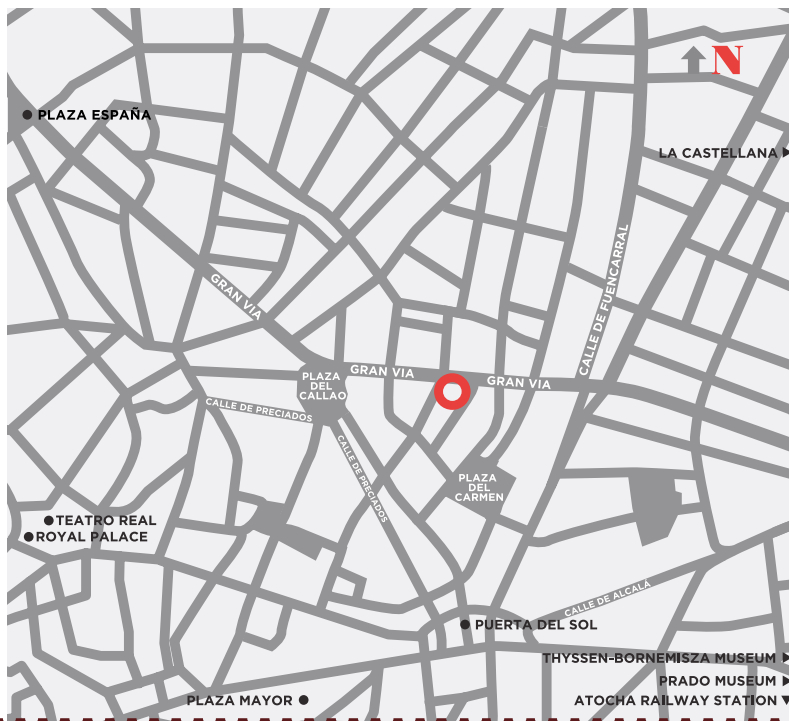 N
PLAZA ESPAÑA
LA CASTELLANA
CALLE DE FUENCARRAL
GRAN VIA
GRAN VIA
GRAN VIA
PLAZA
DEL
CALLAO
CALLE DE PRECIADOS
CALLE DE PRECIADOS
PLAZA
DEL
CARMEN
TEATRO REAL
ROYAL PALACE
CALLE DE ALCALÁ
PUERTA DEL SOL
THYSSEN-BORNEMISZA MUSEUM
PRADO MUSEUM
PLAZA MAYOR
ATOCHA RAILWAY STATION